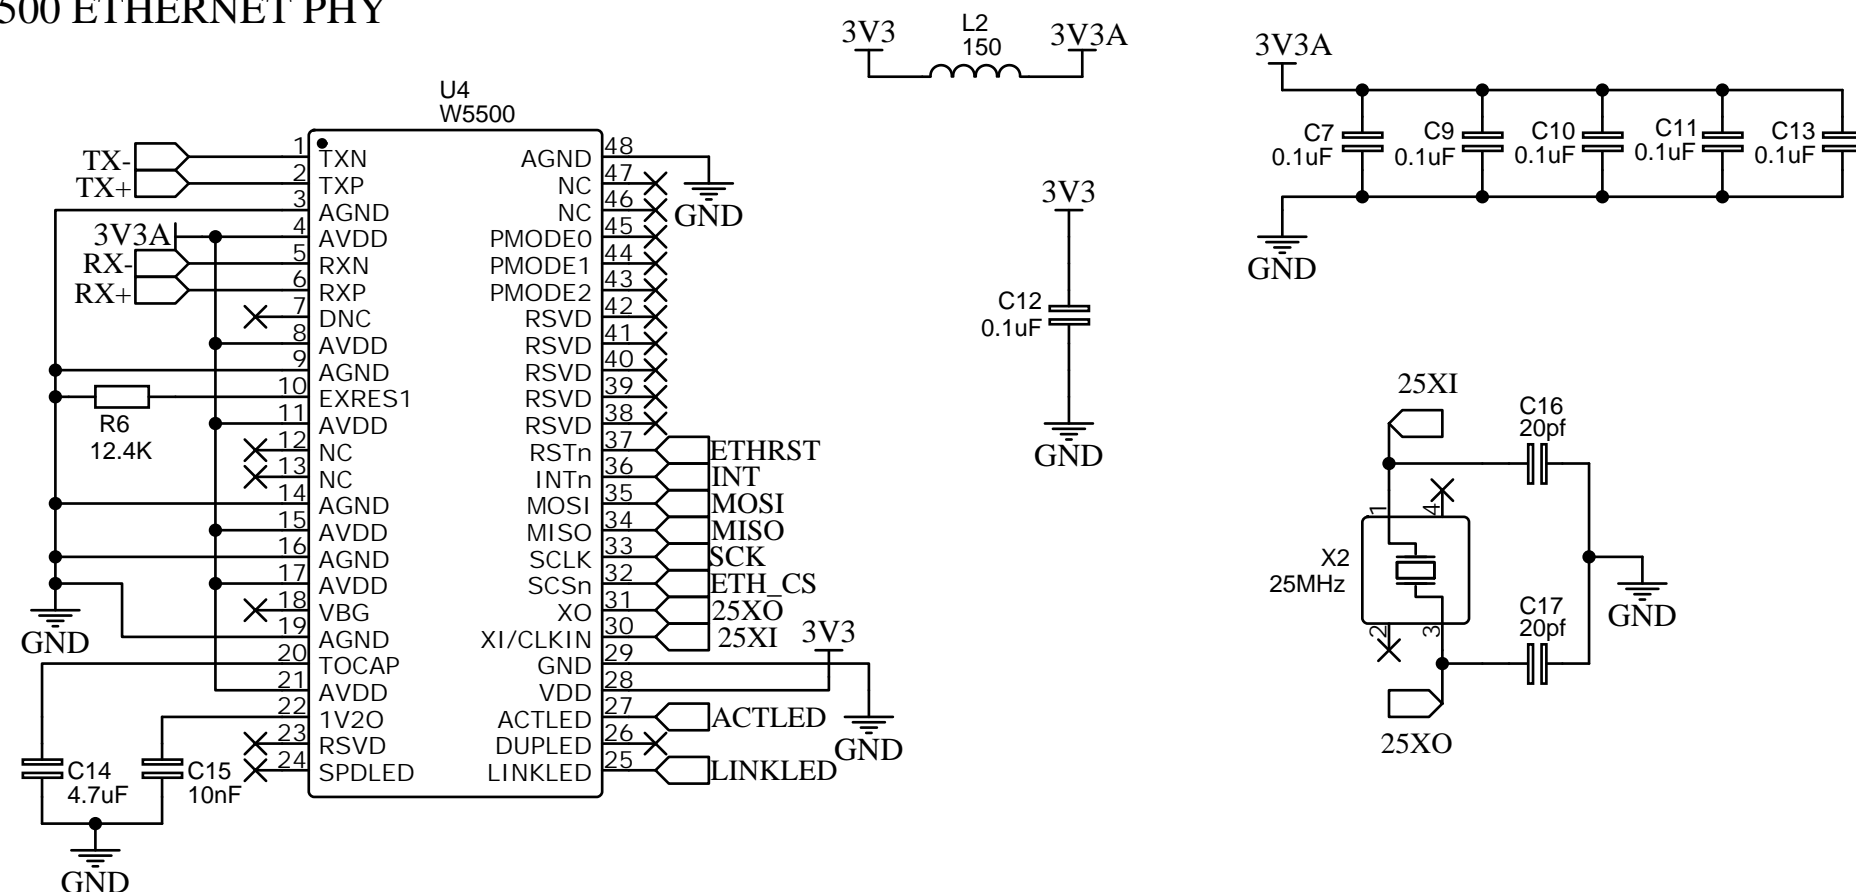 500 ETHERNET PHY
3V3
L2
150
3V3A
3V3A
C7
0.1uF
C9
0.1uF
C10
0.1uF
C11
0.1uF
C13
0.1uF
GND
U4
W5500
TX-
TX+
3V3A
RX-
RX+
1 TXN
2 TXP
3 AGND
4 AVDD
5 RXN
6 RXP
7 DNC
8 AVDD
9 AGND
10 EXRES1
11 AVDD
12 NC
13 NC
14 AGND
15 AVDD
16 AGND
17 AVDD
18 VBG
19 AGND
20 TOCAP
21 AVDD
22 1V2O
23 RSVD
24 SPDLED
R6
12.4K
GND
C14
4.7uF
C15
10nF
GND
AGND 48
NC 47
NC 46
PMODE0 45
PMODE1 44
PMODE2 43
RSVD 42
RSVD 41
RSVD 40
RSVD 39
RSVD 38
RSTn 37 ETHRST
INTn 36 INT
MOSI 35 MOSI
MISO 34 MISO
SCLK 33 SCK
SCSn 32 ETH_CS
XO 31 25XO
XI/CLKIN 30 25XI
GND 29
VDD 28
ACTLED 27 ACTLED
DUPLED 26
LINKLED 25 LINKLED
GND
3V3
GND
3V3
C12
0.1uF
GND
25XI
C16
20pf
1
4
X2
25MHz
2
3
C17
20pf
GND
25XO